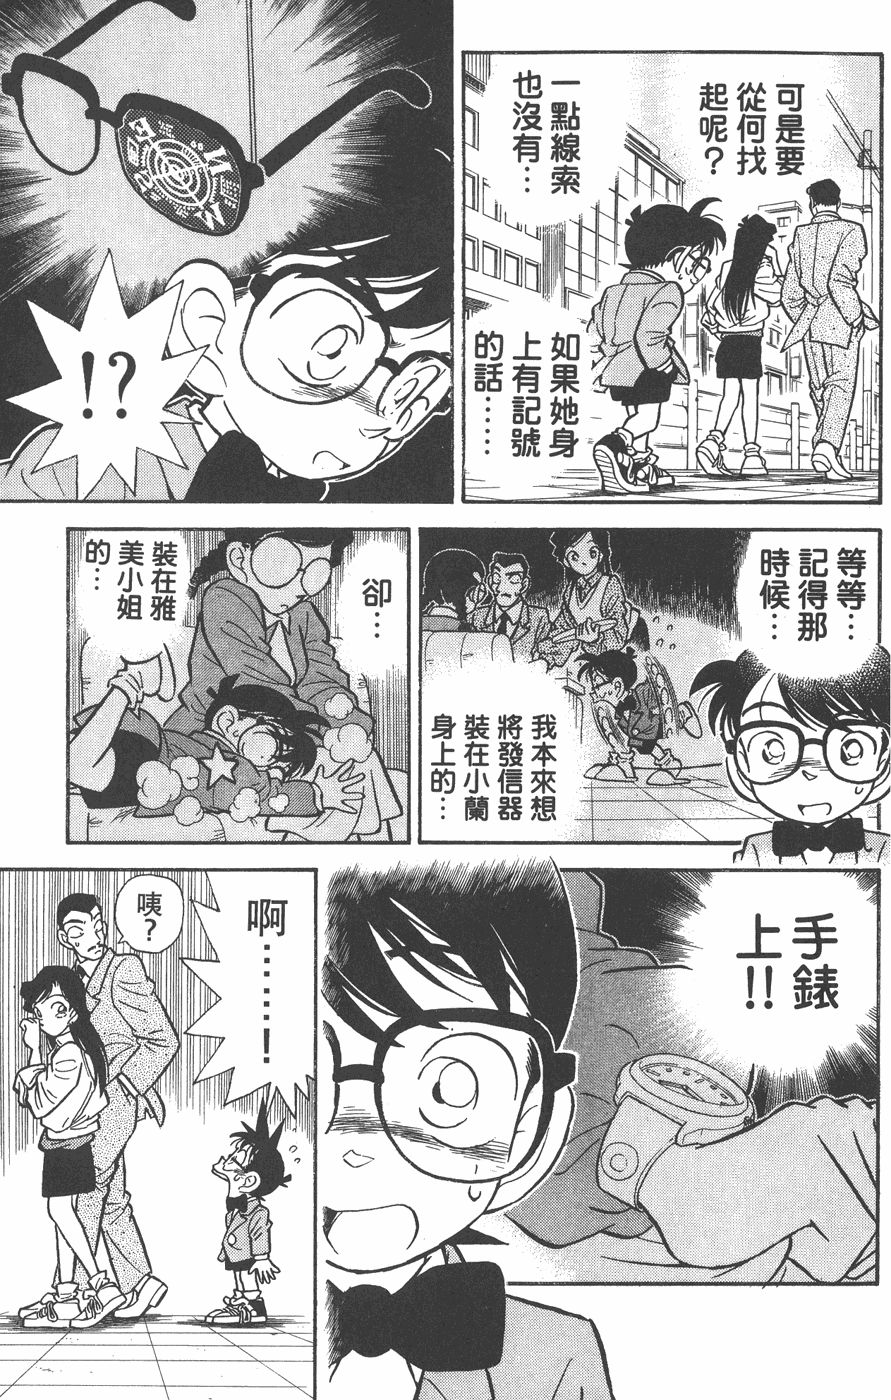 可是要
從何找
起呢？
一點線索
也沒有…
如果她身
上有記號
的話……
！？
等等…
記得那
時候…
我本來想
將發信器
裝在小蘭
身上的…
卻…
裝在雅
美小姐
的…
手錶
上！！
啊……！
咦？